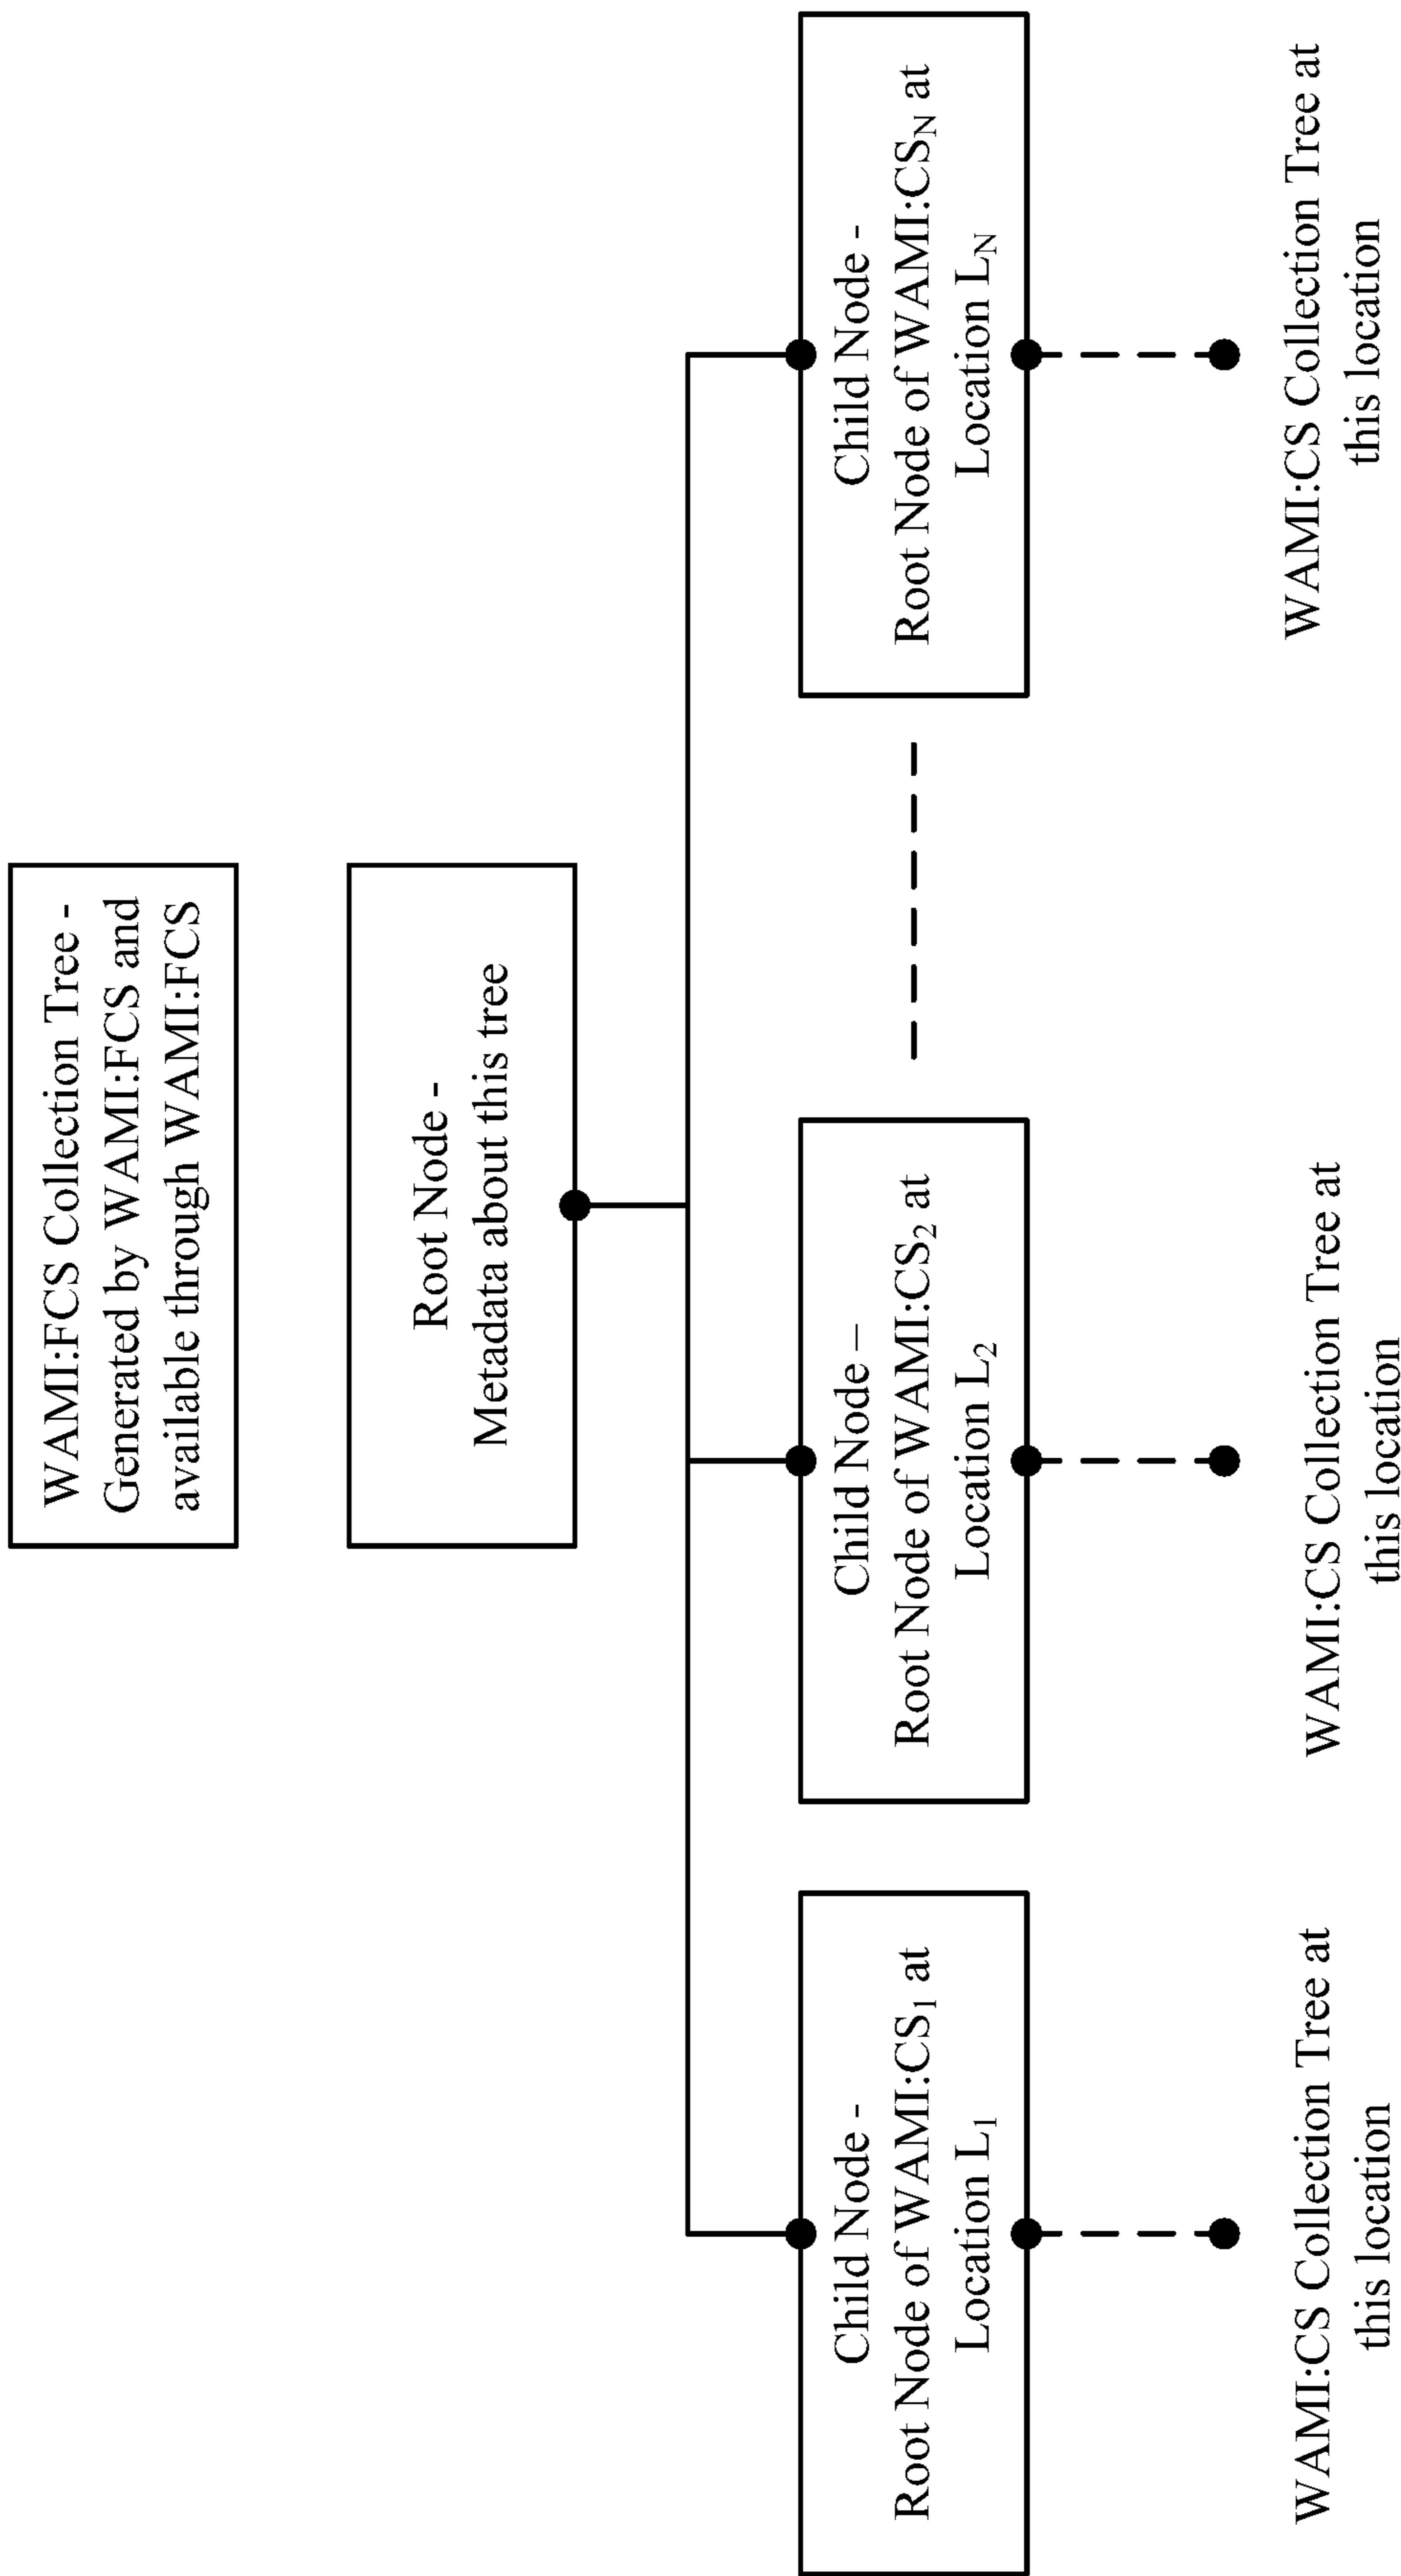 WAMI:FCS Collection Tree -
Generated by WAMI:FCS and
available through WAMI:FCS
Root Node -
Metadata about this tree
Child Node -
Root Node of WAMI:CS₁ at
Location L₁
Child Node –
Root Node of WAMI:CS₂ at
Location L₂
Child Node -
Root Node of WAMI:CS_N at
Location L_N
WAMI:CS Collection Tree at
this location
WAMI:CS Collection Tree at
this location
WAMI:CS Collection Tree at
this location